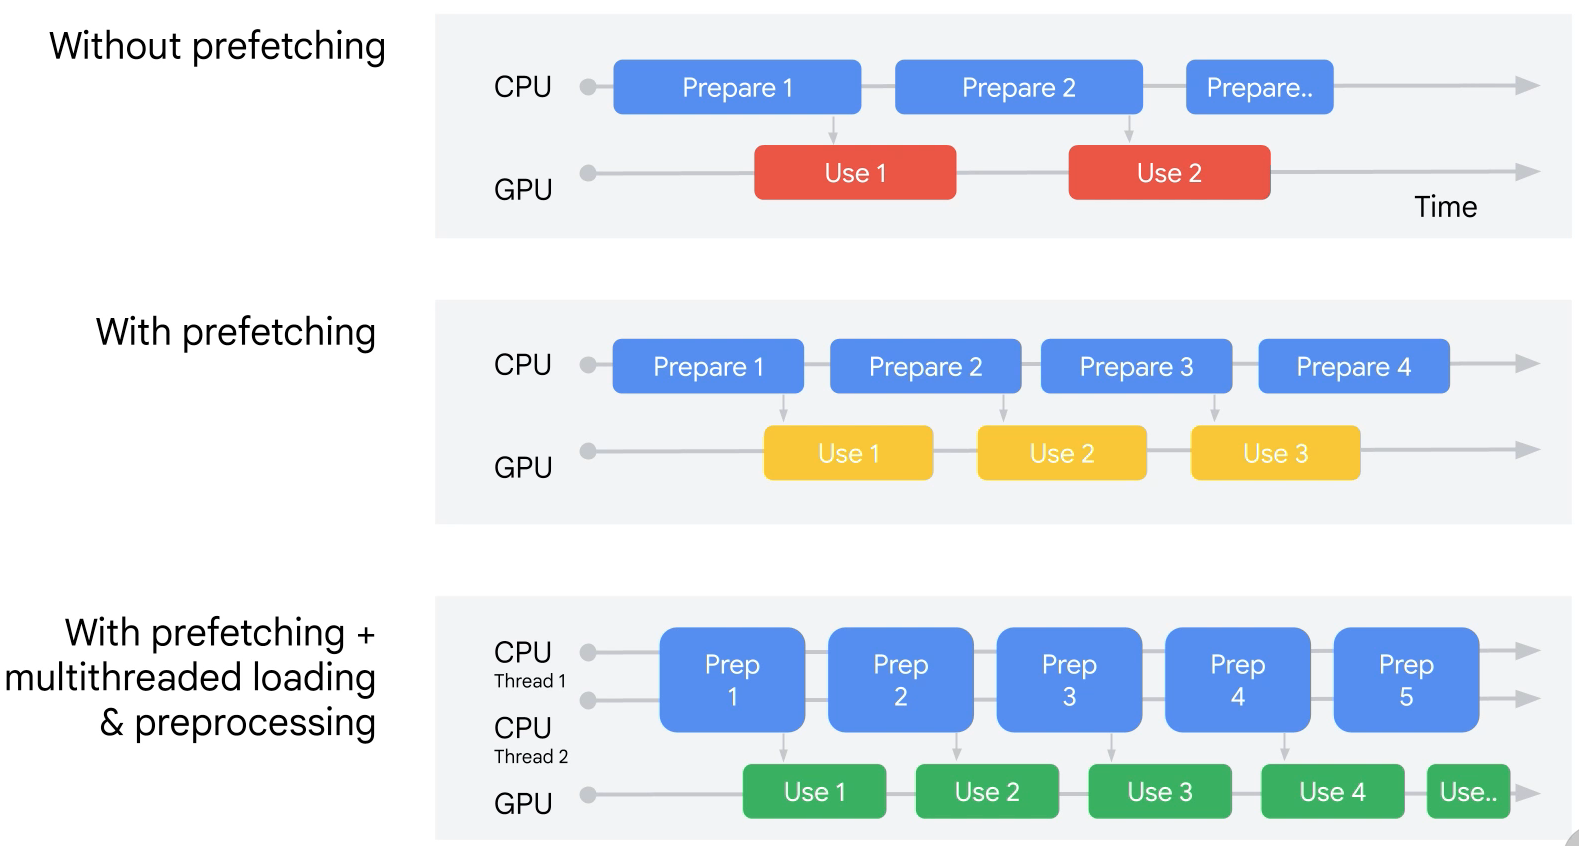 Without prefetching
CPU
Prepare 1
Prepare 2
Prepare..
GPU
Use 1
Use 2
Time
With prefetching
CPU
Prepare 1
Prepare 2
Prepare 3
Prepare 4
GPU
Use 1
Use 2
Use 3
With prefetching +
multithreaded loading
& preprocessing
CPU
Thread 1
CPU
Thread 2
Prep
1
Prep
2
Prep
3
Prep
4
Prep
5
GPU
Use 1
Use 2
Use 3
Use 4
Use..